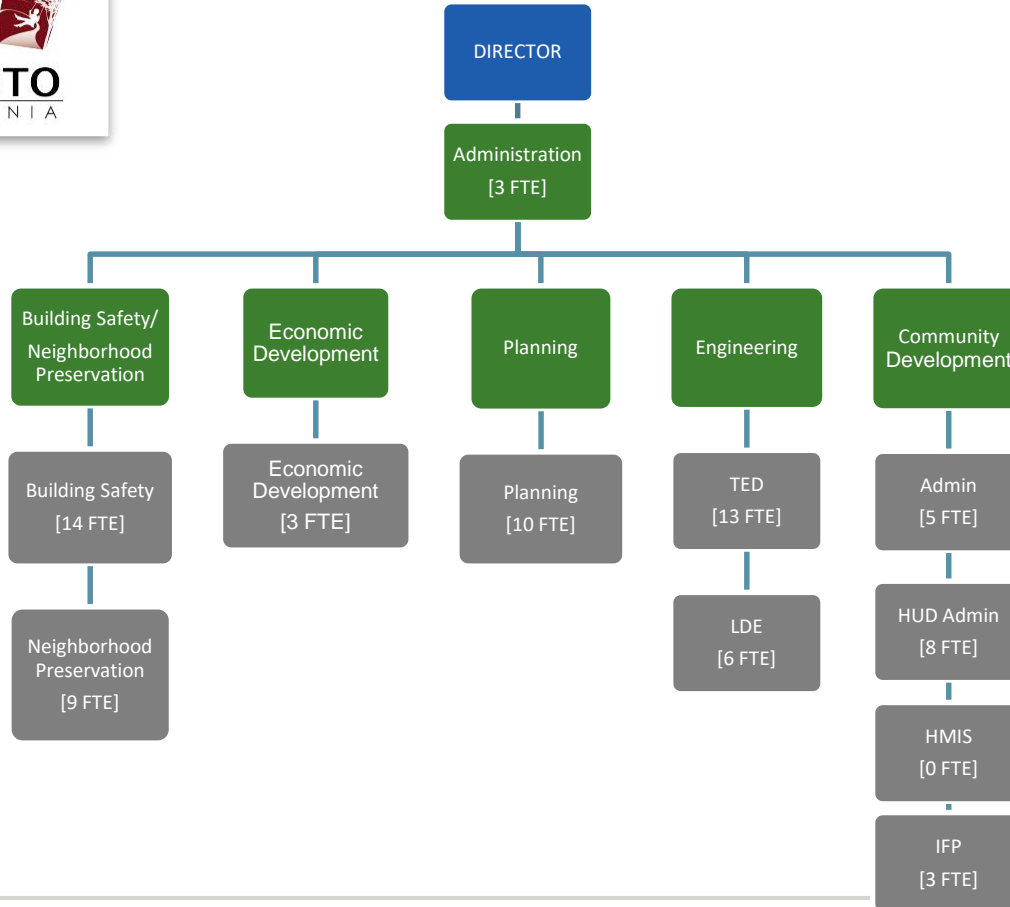 TO
NIA
DIRECTOR
Administration
[3 FTE]
Building Safety/
Neighborhood
Preservation
Economic
Development
Planning
Engineering
Community
Development
Building Safety
[14 FTE]
Economic
Development
[3 FTE]
Planning
[10 FTE]
TED
[13 FTE]
Admin
[5 FTE]
Neighborhood
Preservation
[9 FTE]
LDE
[6 FTE]
HUD Admin
[8 FTE]
HMIS
[0 FTE]
IFP
[3 FTE]